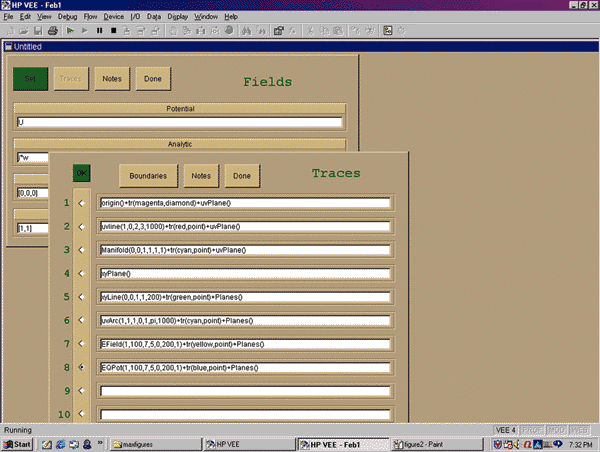 HP VEE - Feb1
File Edit View Debug Flow Device I/O Data Display Window Help
Untitled
Set Traces Notes Done Fields
Potential
U
Analytic
j*w
[0,0,0]
[1,1]
OK Boundaries Notes Done Traces
1 origin()+tr(magenta,diamond)+uvPlane()
2 uvline(1,0,2,3,1000)+tr(red,point)+uvPlane()
3 Manifold(0,0,1,1,1,1)+tr(cyan,point)+uvPlane()
4 xyPlane()
5 xyLine(0,0,1,1,200)+tr(green,point)+Planes()
6 uvArc(1,1,1,0,1,pi,1000)+tr(cyan,point)+Planes()
7 EField(1,100,7,5,0,200,1)+tr(yellow,point)+Planes()
8 EQPot(1,100,7,5,0,200,1)+tr(blue,point)+Planes()
9
10
Running VEE 4 PROF MOD WEB
Start maxfigures HP VEE HP VEE - Feb1 figure2 - Paint 7:32 PM